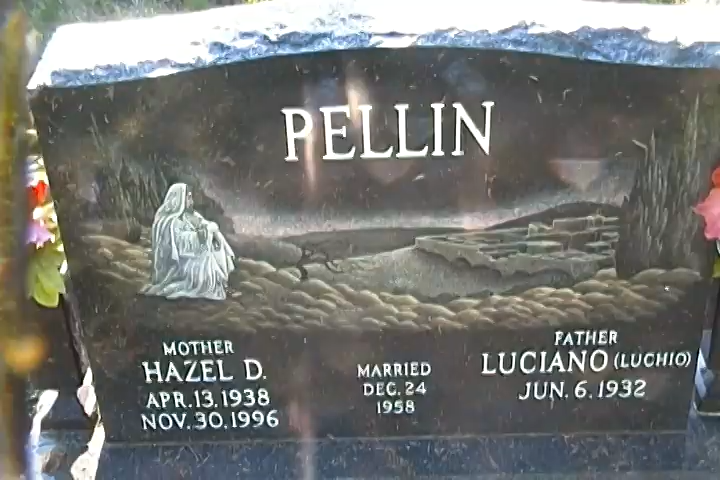 PELLIN
MOTHER
HAZEL D.
APR. 13. 1938
NOV. 30. 1996
MARRIED
DEC. 24
1958
FATHER
LUCIANO (LUCHIO)
JUN. 6. 1932